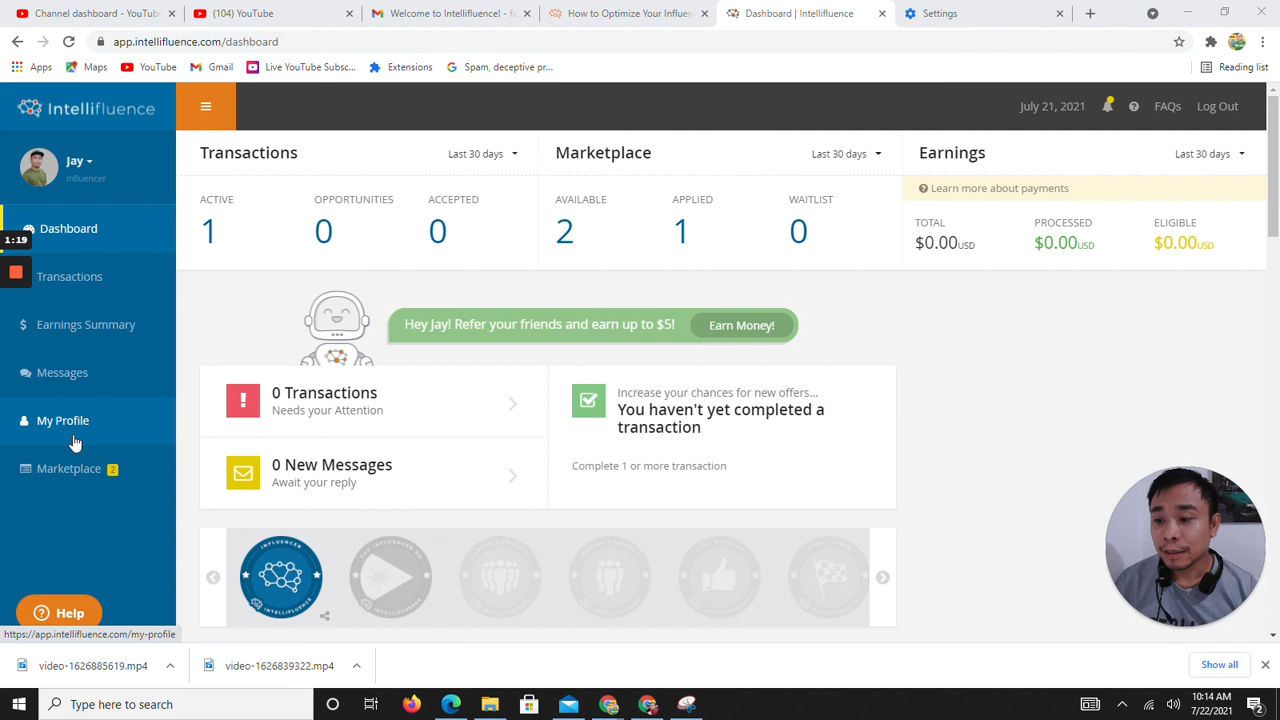 Channel dashboard - YouTube
(104) YouTube
Welcome to Intellifluence! - fa
How to Optimize Your Influen
Dashboard | Intellifluence
Settings
app.intellifluence.com/dashboard
Apps
Maps
YouTube
Gmail
Live YouTube Subsc...
Extensions
Spam, deceptive pr...
Reading list
Intellifluence
July 21, 2021
FAQs
Log Out
Jay
influencer
Dashboard
1:19
Transactions
Earnings Summary
Messages
My Profile
Marketplace 2
Help
https://app.intellifluence.com/my-profile
Transactions
Last 30 days
ACTIVE
OPPORTUNITIES
ACCEPTED
1
0
0
Marketplace
Last 30 days
AVAILABLE
APPLIED
WAITLIST
2
1
0
Earnings
Last 30 days
Learn more about payments
TOTAL
PROCESSED
ELIGIBLE
$0.00USD
$0.00USD
$0.00USD
Hey Jay! Refer your friends and earn up to $5!
Earn Money!
0 Transactions
Needs your Attention
0 New Messages
Await your reply
Increase your chances for new offers...
You haven't yet completed a
transaction
Complete 1 or more transaction
INFLUENCER
INTELLIFLUENCE
video-1626885619.mp4
video-1626839322.mp4
Show all
Type here to search
10:14 AM
7/22/2021
2